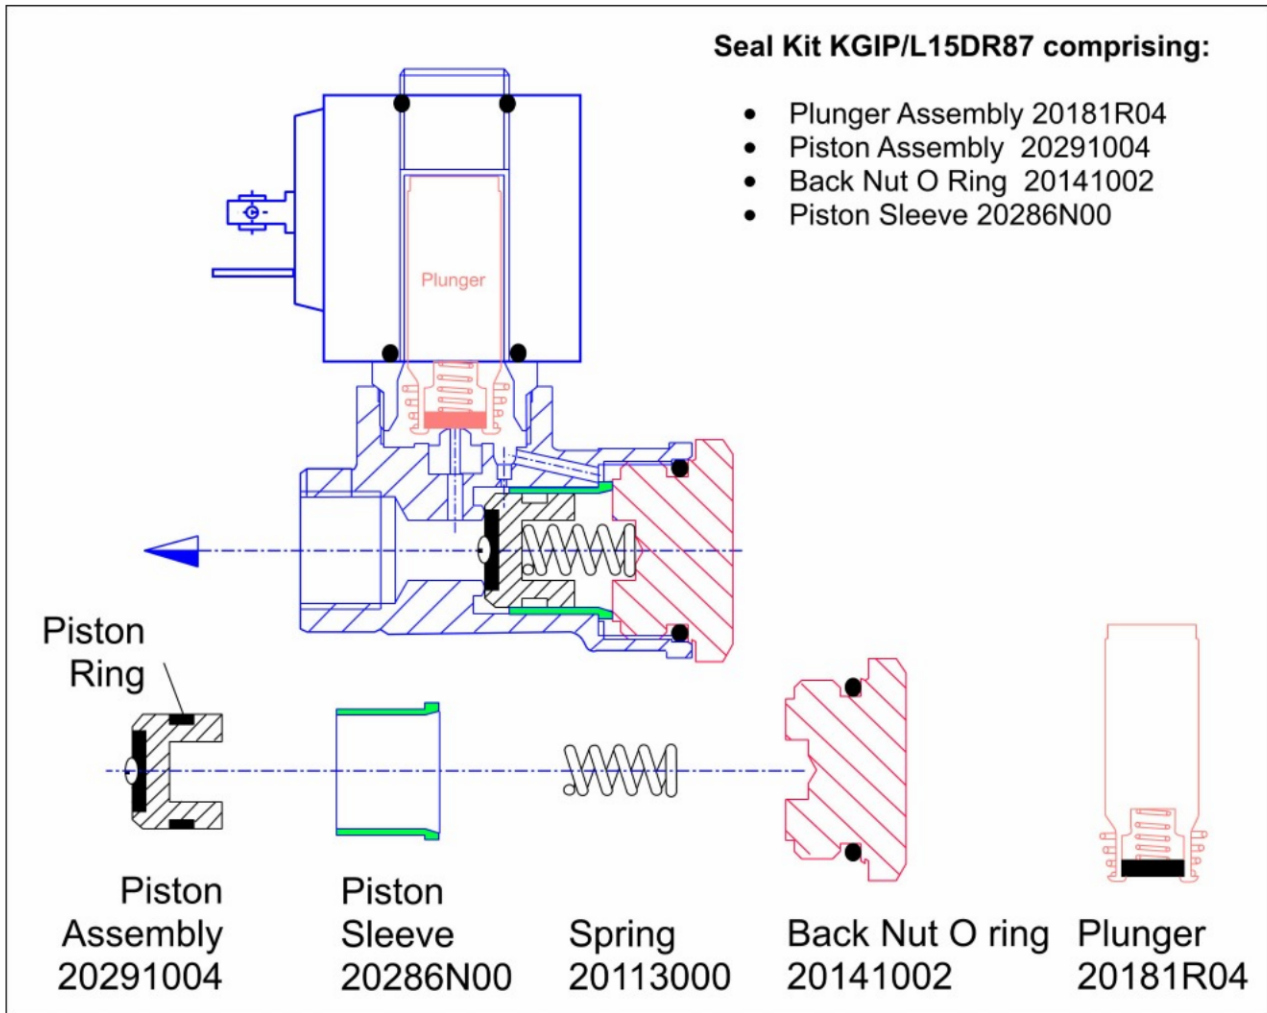 Seal Kit KGIP/L15DR87 comprising:
• Plunger Assembly 20181R04
• Piston Assembly 20291004
• Back Nut O Ring 20141002
• Piston Sleeve 20286N00
Plunger
Piston
Ring
Piston
Assembly
20291004
Piston
Sleeve
20286N00
Spring
20113000
Back Nut O ring
20141002
Plunger
20181R04